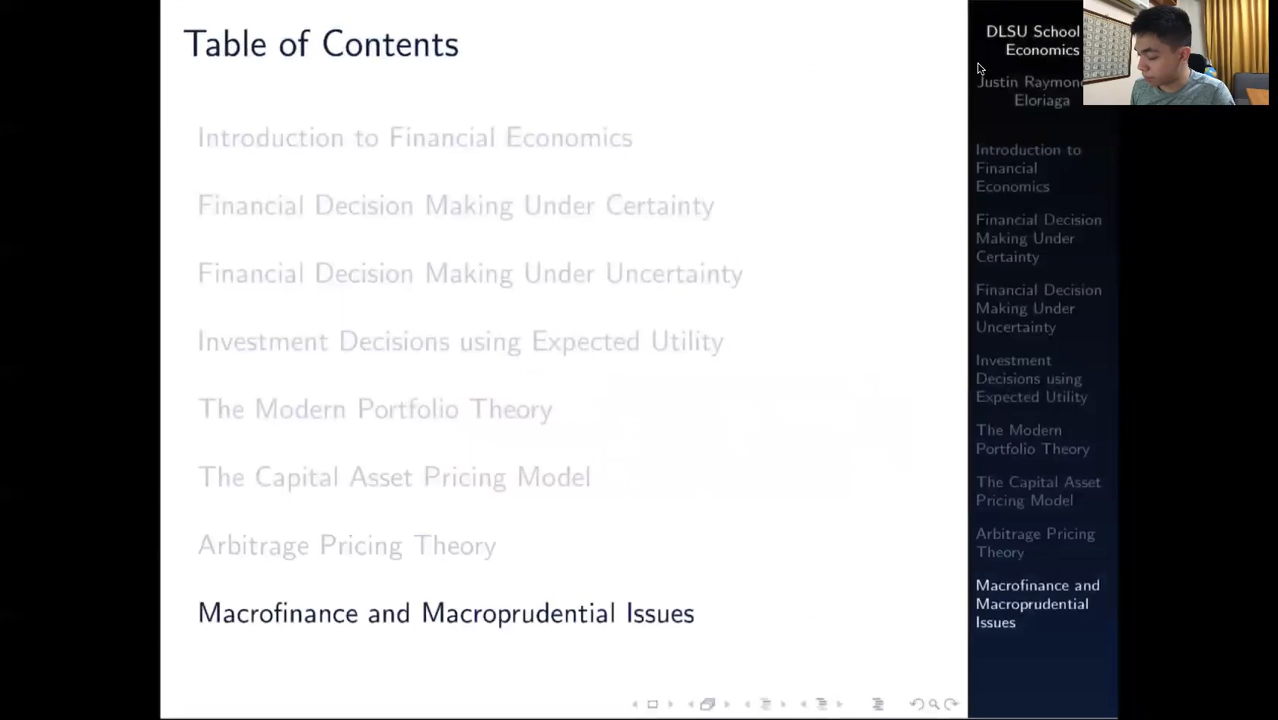 Table of Contents
Introduction to Financial Economics
Financial Decision Making Under Certainty
Financial Decision Making Under Uncertainty
Investment Decisions using Expected Utility
The Modern Portfolio Theory
The Capital Asset Pricing Model
Arbitrage Pricing Theory
Macrofinance and Macroprudential Issues
DLSU School
Economics
Justin Raymond
Eloriaga
Introduction to
Financial
Economics
Financial Decision
Making Under
Certainty
Financial Decision
Making Under
Uncertainty
Investment
Decisions using
Expected Utility
The Modern
Portfolio Theory
The Capital Asset
Pricing Model
Arbitrage Pricing
Theory
Macrofinance and
Macroprudential
Issues